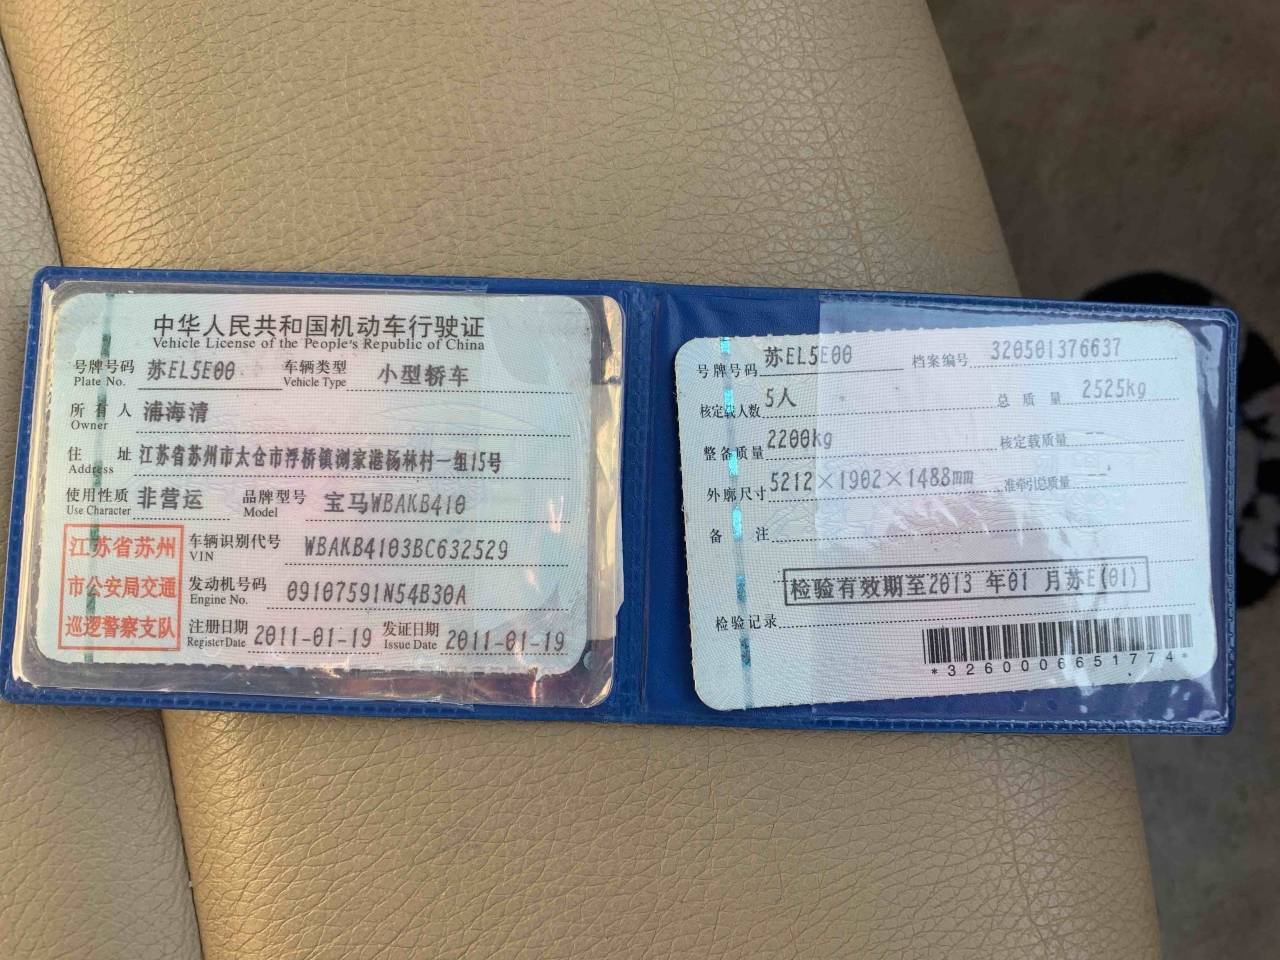 中华人民共和国机动车行驶证
Vehicle License of the People's Republic of China
号牌号码 苏EL5E00 车辆类型 小型轿车
Plate No. Vehicle Type
所有人 浦海清
Owner
住址 江苏省苏州市太仓市浮桥镇浏家港杨林村一组15号
Address
使用性质 非营运 品牌型号 宝马WBAKB410
Use Character Model
江苏省苏州
市公安局交通
巡逻警察支队
车辆识别代号 WBAKB4103BC632529
VIN
发动机号码 09107591N54B30A
Engine No.
注册日期 2011-01-19 发证日期 2011-01-19
Register Date Issue Date
号牌号码 苏EL5E00 档案编号 320501376637
核定载人数 5人 总质量 2525kg
整备质量 2200kg 核定载质量 --
外廓尺寸 5212×1902×1488mm 准牵引总质量 --
备注
检验有效期至2013年01月苏E(01)
检验记录
*3260006651774*